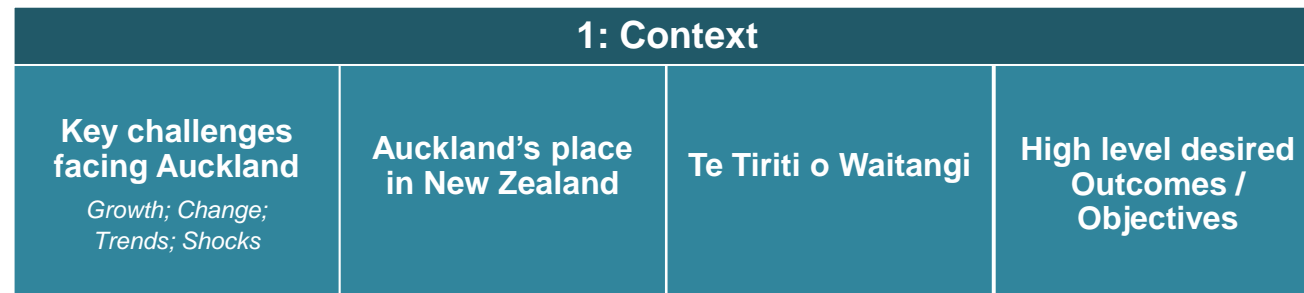 1: Context
Key challenges
facing Auckland
Growth; Change;
Trends; Shocks
Auckland’s place
in New Zealand
Te Tiriti o Waitangi
High level desired
Outcomes /
Objectives